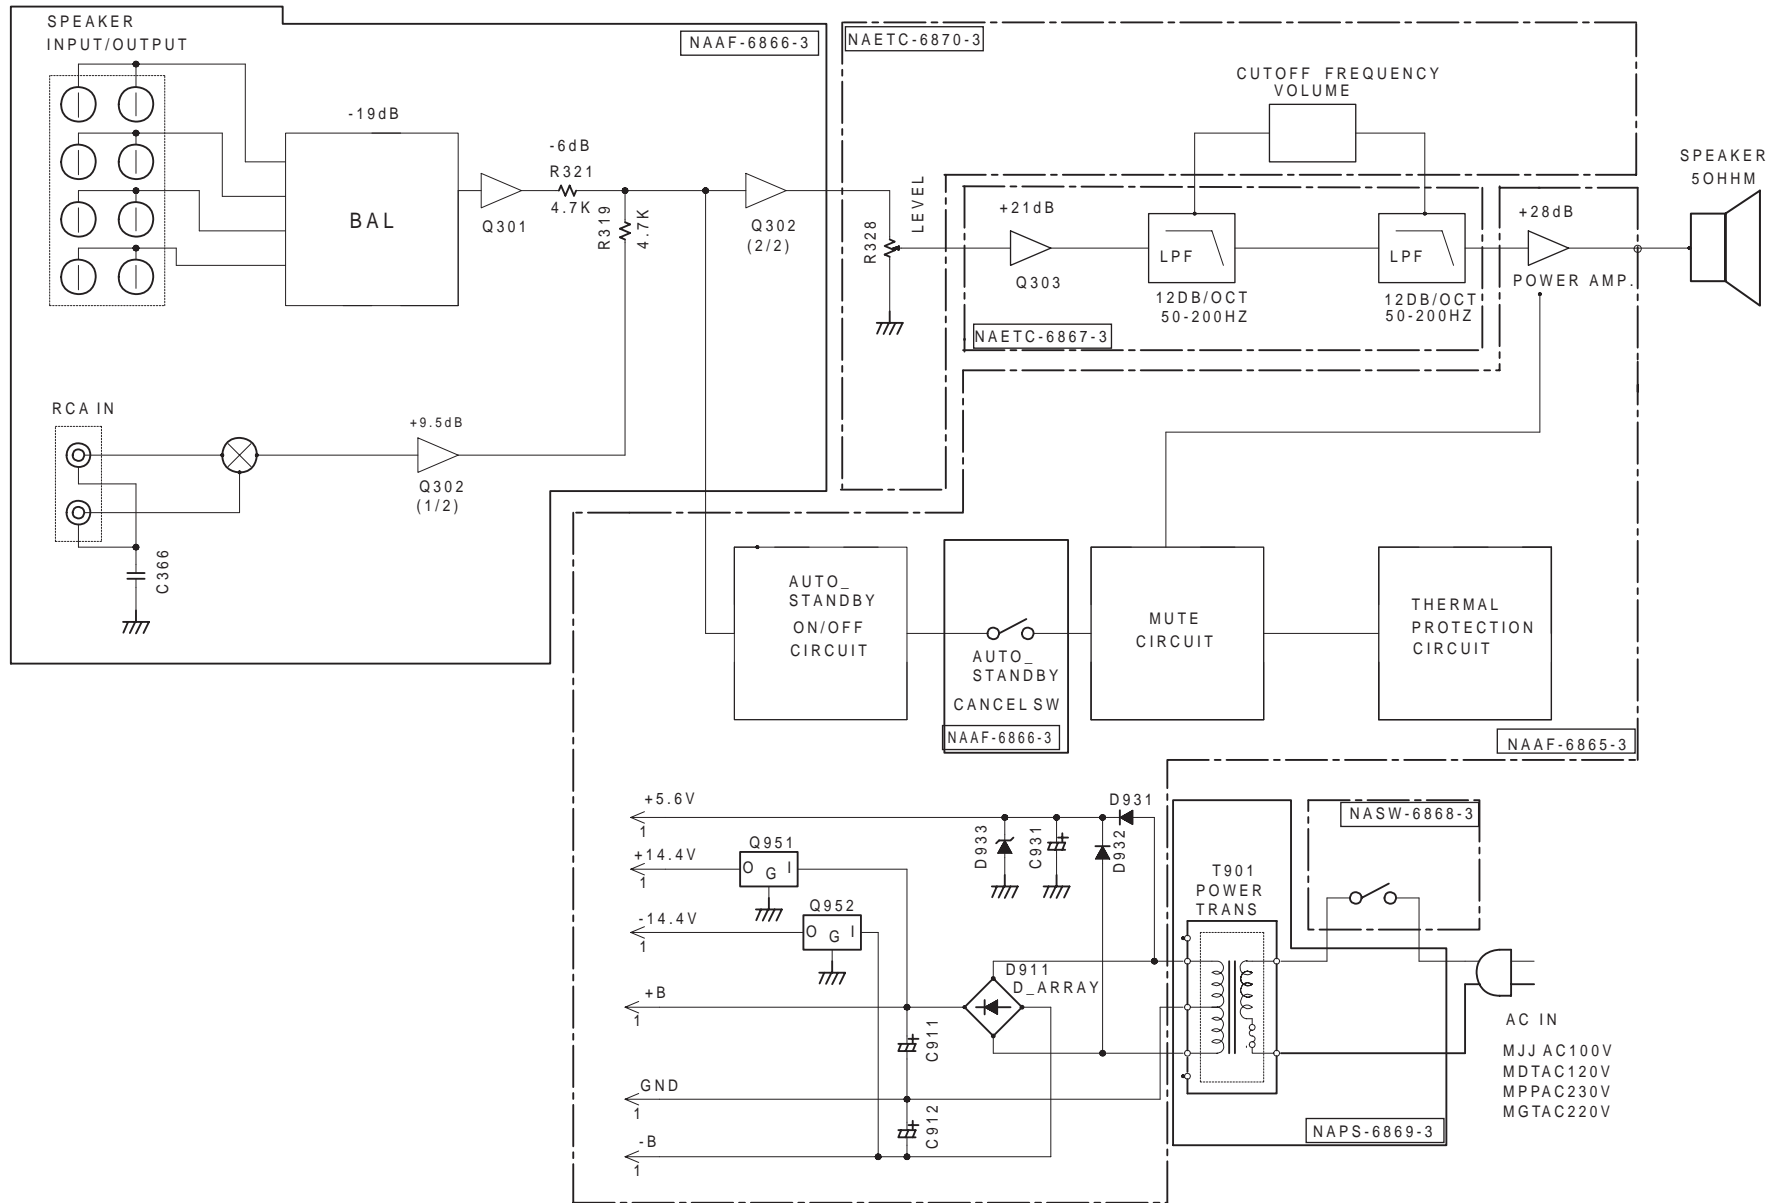 SPEAKER
INPUT/OUTPUT
NAAF-6866-3
-19dB
BAL
Q301
-6dB
R321
4.7K
R319
4.7K
Q302
(2/2)
RCA IN
+9.5dB
Q302
(1/2)
C366
NAETC-6870-3
CUTOFF FREQUENCY
VOLUME
LEVEL
R328
+21dB
Q303
LPF
12DB/OCT
50-200HZ
LPF
12DB/OCT
50-200HZ
NAETC-6867-3
+28dB
POWER AMP.
SPEAKER
5OHHM
AUTO_
STANDBY
ON/OFF
CIRCUIT
AUTO_
STANDBY
CANCEL SW
NAAF-6866-3
MUTE
CIRCUIT
THERMAL
PROTECTION
CIRCUIT
NAAF-6865-3
+5.6V
1
+14.4V
1
Q951
O G I
-14.4V
1
Q952
O G I
+B
1
GND
1
-B
1
D933
C931
D932
D931
D911
D_ARRAY
C911
C912
T901
POWER
TRANS
NASW-6868-3
NAPS-6869-3
AC IN
MJJ AC100V
MDTAC120V
MPPAC230V
MGTAC220V